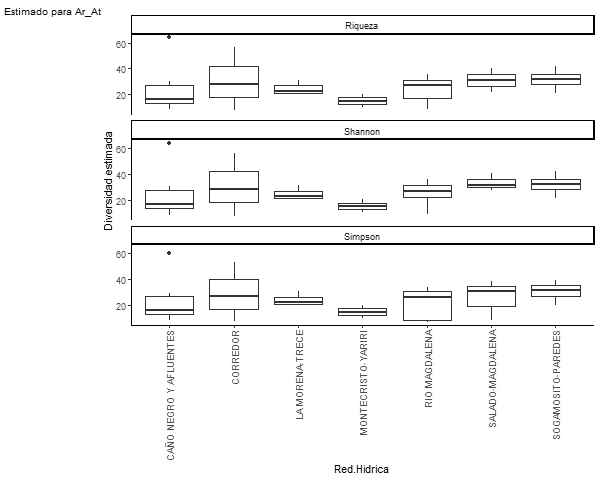 Estimado para Ar_At
Riqueza
60
40
20
Shannon
60
40
20
Simpson
60
40
20
Diversidad estimada
CAÑO NEGRO Y AFLUENTES
CORREDOR
LA MORENA-TRECE
MONTECRISTO-YARIRI
RIO MAGDALENA
SALADO-MAGDALENA
SOGAMOSITO-PAREDES
Red.Hidrica